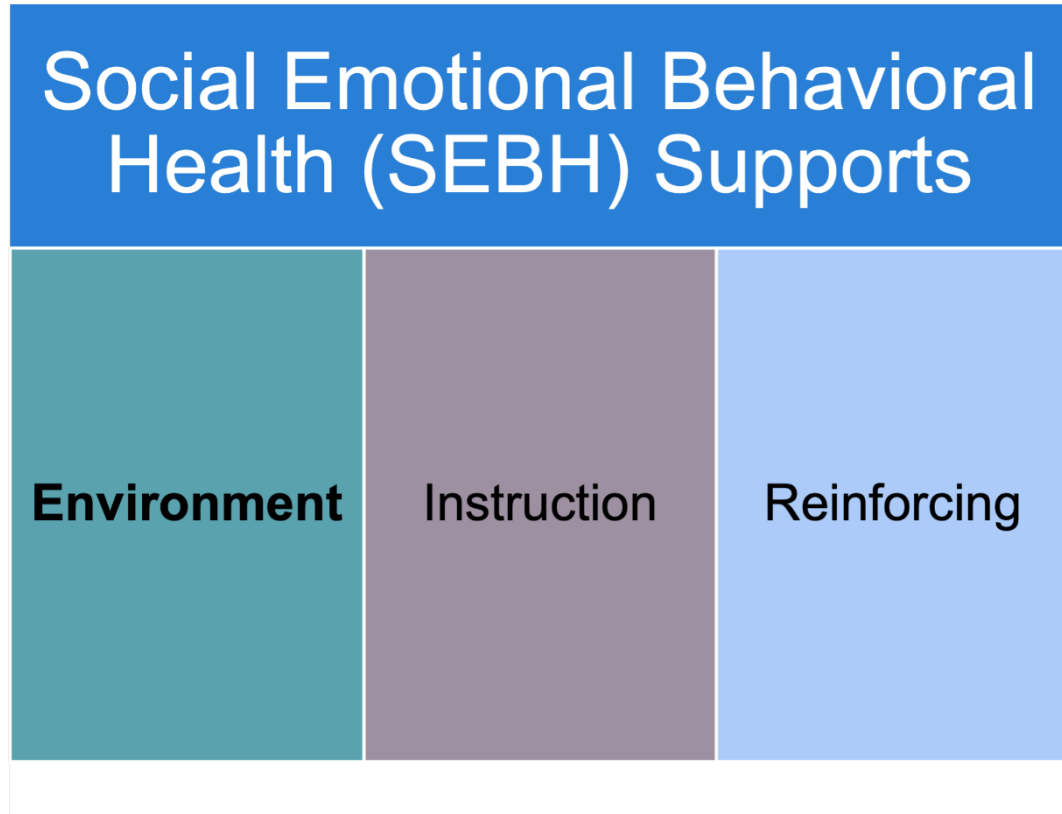 Social Emotional Behavioral
Health (SEBH) Supports
Environment
Instruction
Reinforcing